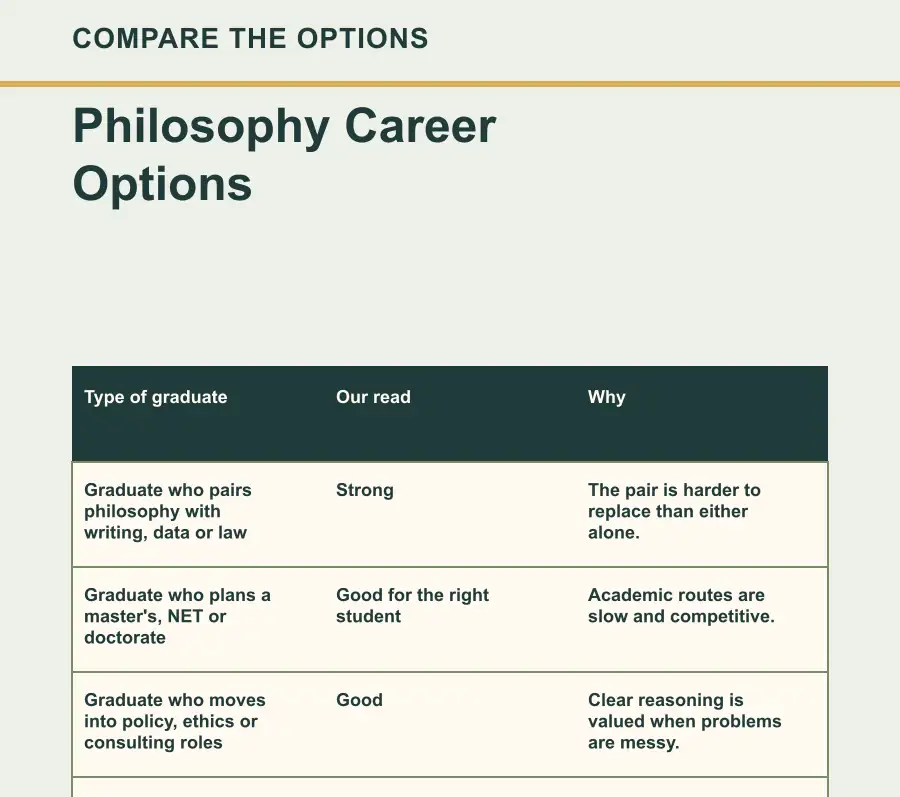 COMPARE THE OPTIONS
Philosophy Career
Options
Type of graduate
Our read
Why
Graduate who pairs
philosophy with
writing, data or law
Strong
The pair is harder to
replace than either
alone.
Graduate who plans a
master's, NET or
doctorate
Good for the right
student
Academic routes are
slow and competitive.
Graduate who moves
into policy, ethics or
consulting roles
Good
Clear reasoning is
valued when problems
are messy.